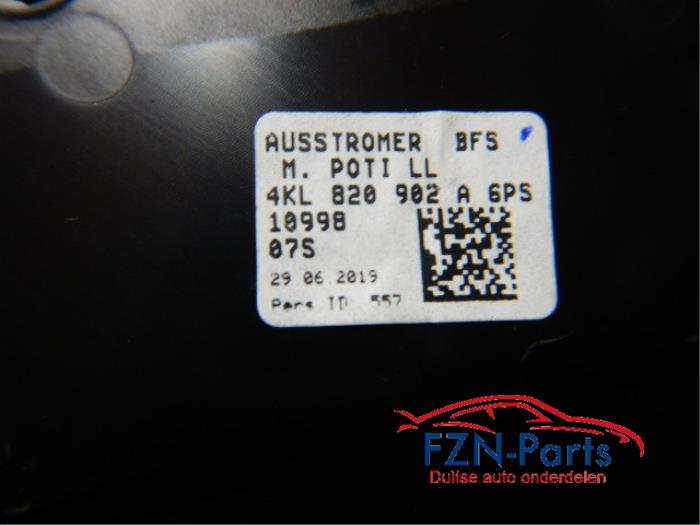 AUSSTROMER BFS
M. POTI LL
4KL 820 902 A 6PS
10998
07S
29.06.2019
Pers ID 557
FZN-Parts
Duitse auto onderdelen